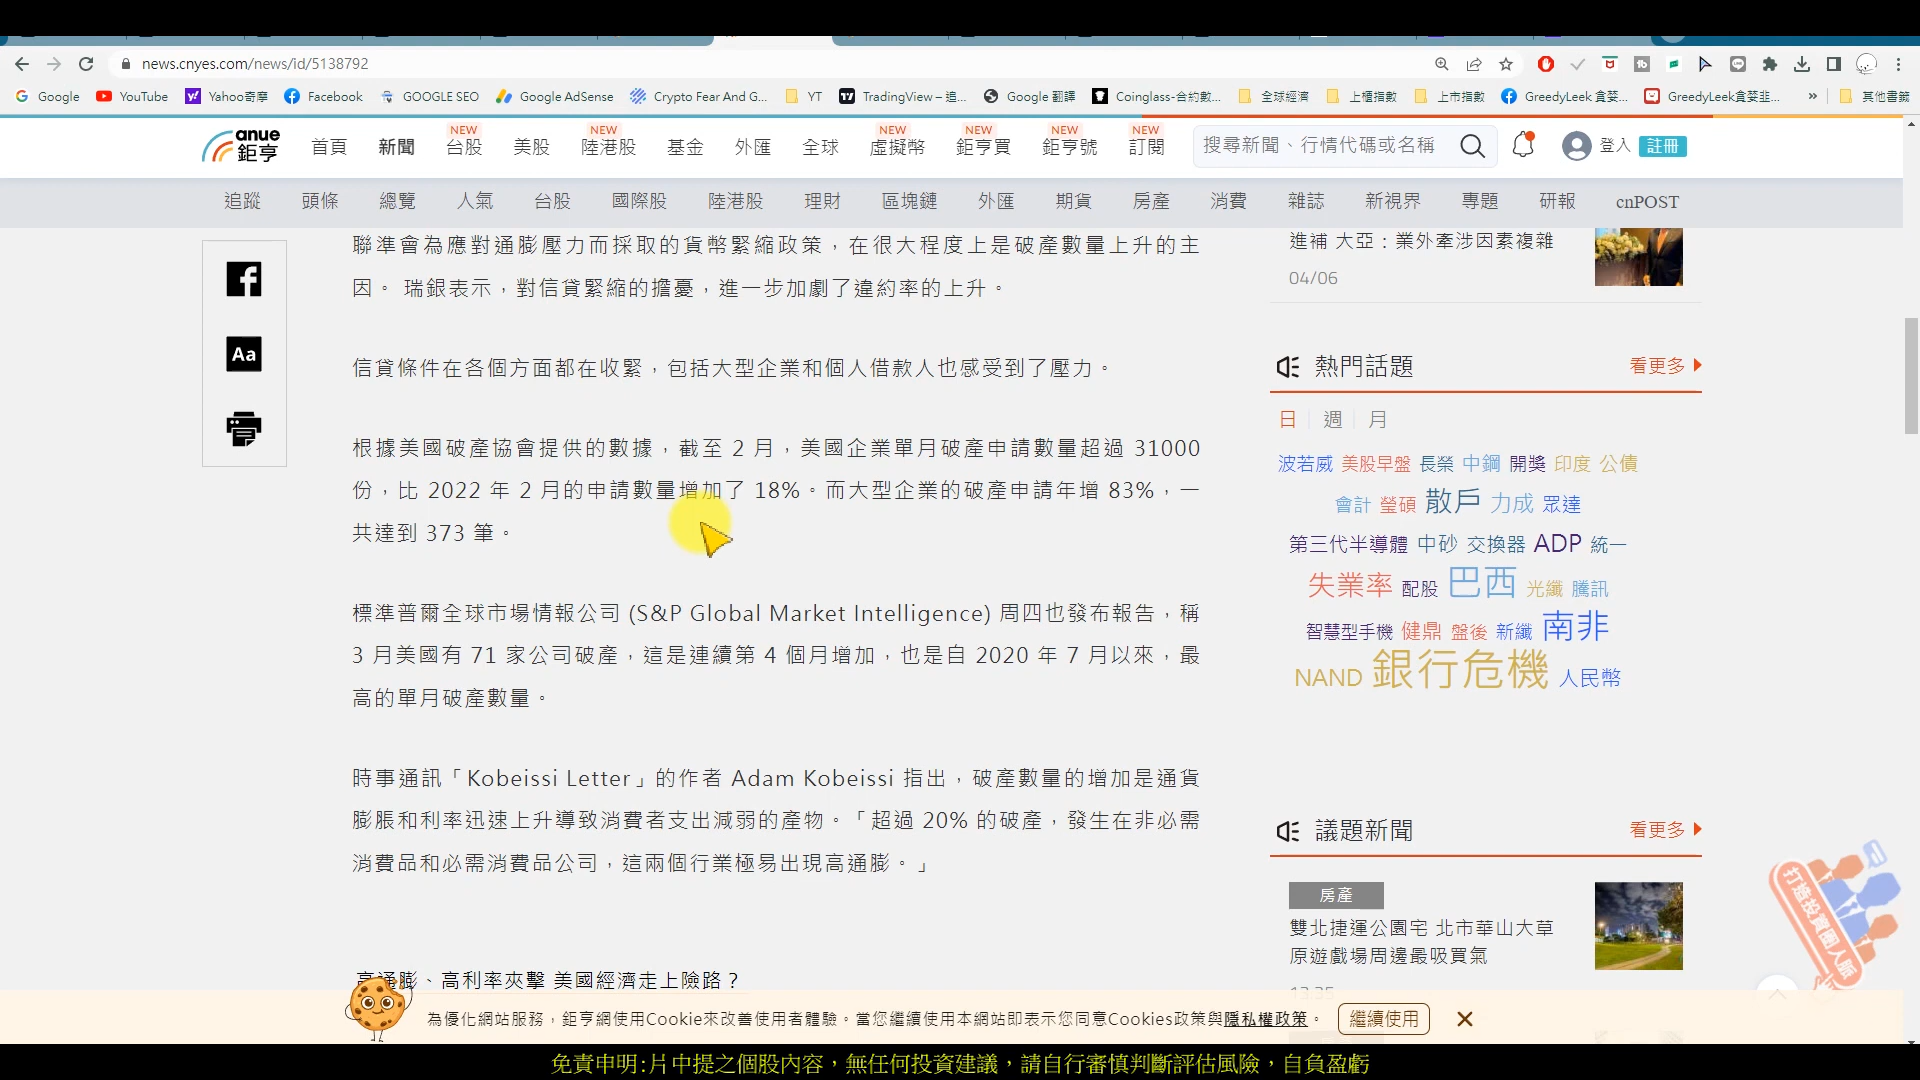 news.cnyes.com/news/id/5138792
Google YouTube Yahoo奇摩 Facebook GOOGLE SEO Google AdSense Crypto Fear And G... YT TradingView – 追... Google 翻譯 Coinglass-合約數... 全球經濟 上櫃指數 上市指數 GreedyLeek 貪婪... GreedyLeek貪婪韭... » 其他書籤
anue
鉅亨
首頁 新聞 NEW 台股 美股 NEW 陸港股 基金 外匯 全球 NEW 虛擬幣 NEW 鉅亨買 NEW 鉅亨號 NEW 訂閱 搜尋新聞、行情代碼或名稱 登入 註冊
追蹤 頭條 總覽 人氣 台股 國際股 陸港股 理財 區塊鏈 外匯 期貨 房產 消費 雜誌 新視界 專題 研報 cnPOST
Aa
聯準會為應對通膨壓力而採取的貨幣緊縮政策，在很大程度上是破產數量上升的主
因。 瑞銀表示，對信貸緊縮的擔憂，進一步加劇了違約率的上升。
信貸條件在各個方面都在收緊，包括大型企業和個人借款人也感受到了壓力。
根據美國破產協會提供的數據，截至 2 月，美國企業單月破產申請數量超過 31000
份，比 2022 年 2 月的申請數量增加了 18%。而大型企業的破產申請年增 83%，一
共達到 373 筆。
標準普爾全球市場情報公司 (S&P Global Market Intelligence) 周四也發布報告，稱
3 月美國有 71 家公司破產，這是連續第 4 個月增加，也是自 2020 年 7 月以來，最
高的單月破產數量。
時事通訊「Kobeissi Letter」的作者 Adam Kobeissi 指出，破產數量的增加是通貨
膨脹和利率迅速上升導致消費者支出減弱的產物。「超過 20% 的破產，發生在非必需
消費品和必需消費品公司，這兩個行業極易出現高通膨。」
高通膨、高利率夾擊 美國經濟走上險路？
進補 大亞：業外牽涉因素複雜
04/06
熱門話題 看更多
日 週 月
波若威 美股早盤 長榮 中鋼 開獎 印度 公債
會計 瑩碩 散戶 力成 眾達
第三代半導體 中砂 交換器 ADP 統一
失業率 配股 巴西 光纖 騰訊
智慧型手機 健鼎 盤後 新纖 南非
NAND 銀行危機 人民幣
議題新聞 看更多
房產
雙北捷運公園宅 北市華山大草
原遊戲場周邊最吸買氣
13:35
打造投資圈人脈
為優化網站服務，鉅亨網使用Cookie來改善使用者體驗。當您繼續使用本網站即表示您同意Cookies政策與隱私權政策。 繼續使用
免責申明:片中提之個股內容，無任何投資建議，請自行審慎判斷評估風險，自負盈虧